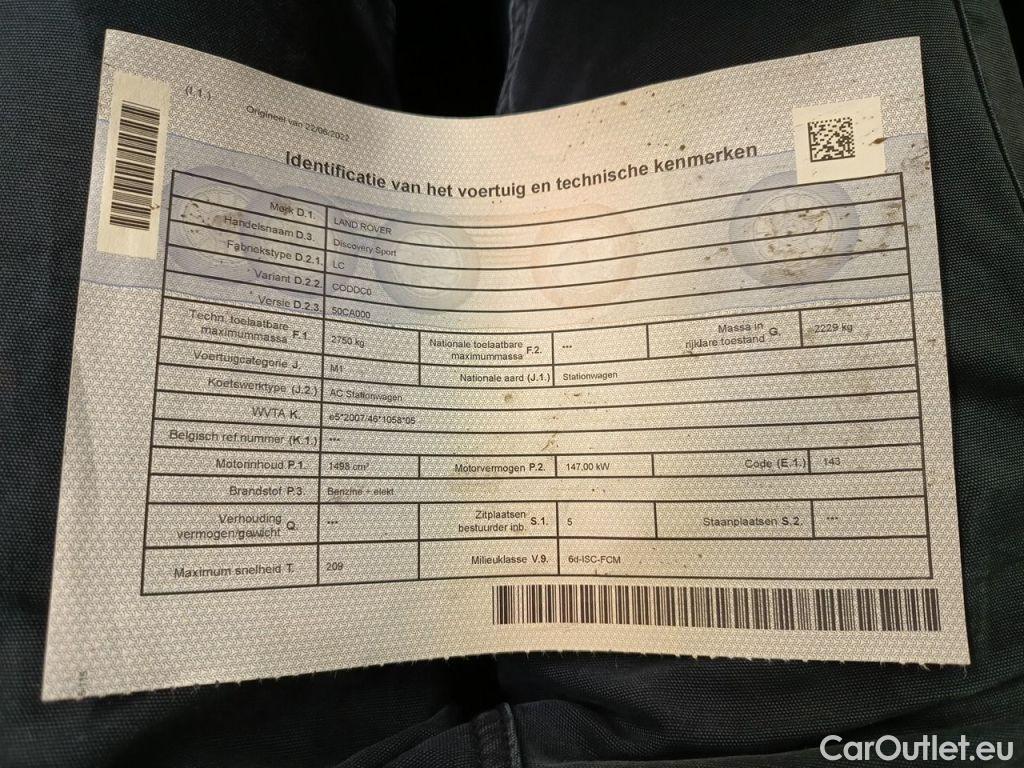 (I.1.)
Origineel van 22/06/2022
Identificatie van het voertuig en technische kenmerken
Merk D.1. LAND ROVER
Handelsnaam D.3. Discovery Sport
Fabriekstype D.2.1. LC
Variant D.2.2. CODDC0
Versie D.2.3. 50CA000
Techn. toelaatbare maximummassa F.1. 2750 kg Nationale toelaatbare maximummassa F.2. --- Massa in rijklare toestand G. 2229 kg
Voertuigcategorie J. M1 Nationale aard (J.1.) Stationwagen
Koetswerktype (J.2.) AC Stationwagen
WVTA K. e5*2007/46*1058*05
Belgisch ref.nummer (K.1.) ---
Motorinhoud P.1. 1498 cm³ Motorvermogen P.2. 147,00 kW Code (E.1.) 143
Brandstof P.3. Benzine + elekt
Verhouding vermogen/gewicht Q. --- Zitplaatsen bestuurder inb. S.1. 5 Staanplaatsen S.2. ---
Maximum snelheid T. 209 Milieuklasse V.9. 6d-ISC-FCM
CarOutlet.eu